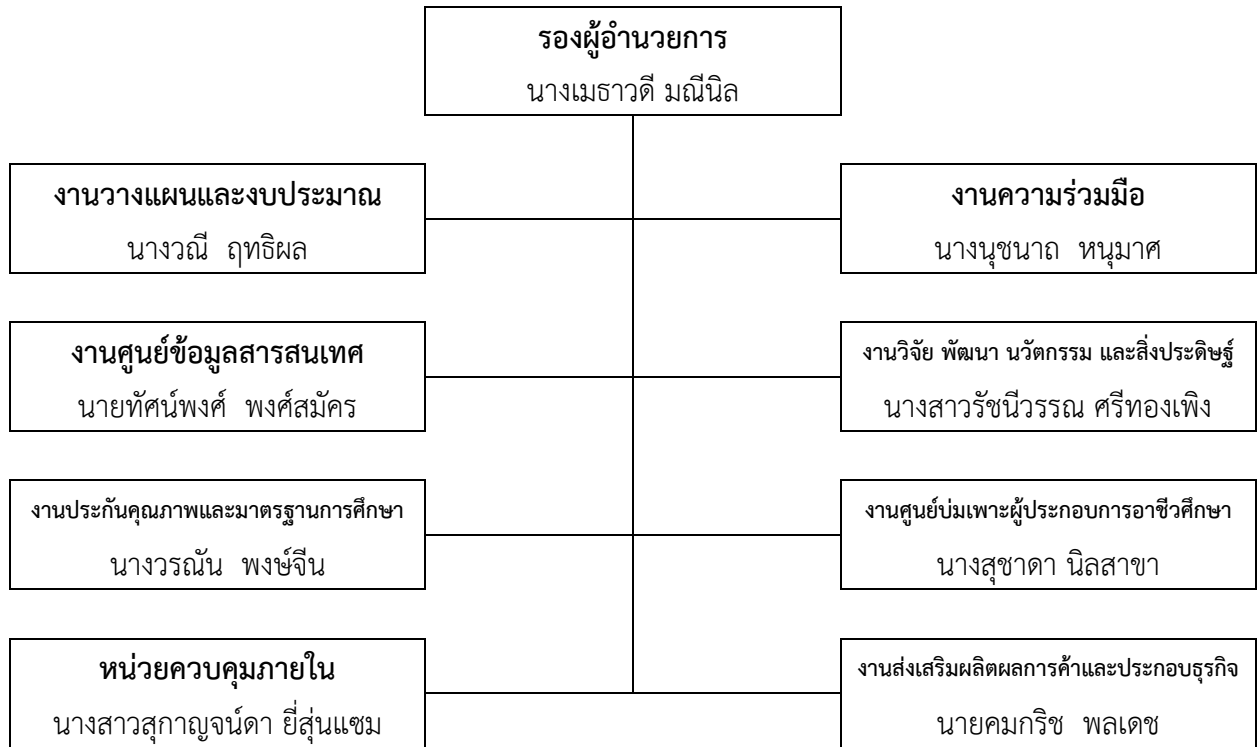 รองผู้อำนวยการ
นางเมธาวดี มณีนิล
งานวางแผนและงบประมาณ
นางวณี ฤทธิผล
งานความร่วมมือ
นางนุชนาถ หนุมาศ
งานศูนย์ข้อมูลสารสนเทศ
นายทัศน์พงศ์ พงศ์สมัคร
งานวิจัย พัฒนา นวัตกรรม และสิ่งประดิษฐ์
นางสาวรัชนีวรรณ ศรีทองเพิง
งานประกันคุณภาพและมาตรฐานการศึกษา
นางวรณัน พงษ์จีน
งานศูนย์บ่มเพาะผู้ประกอบการอาชีวศึกษา
นางสุชาดา นิลสาขา
หน่วยควบคุมภายใน
นางสาวสุกาญจน์ดา ยี่สุ่นแซม
งานส่งเสริมผลิตผลการค้าและประกอบธุรกิจ
นายคมกริช พลเดช